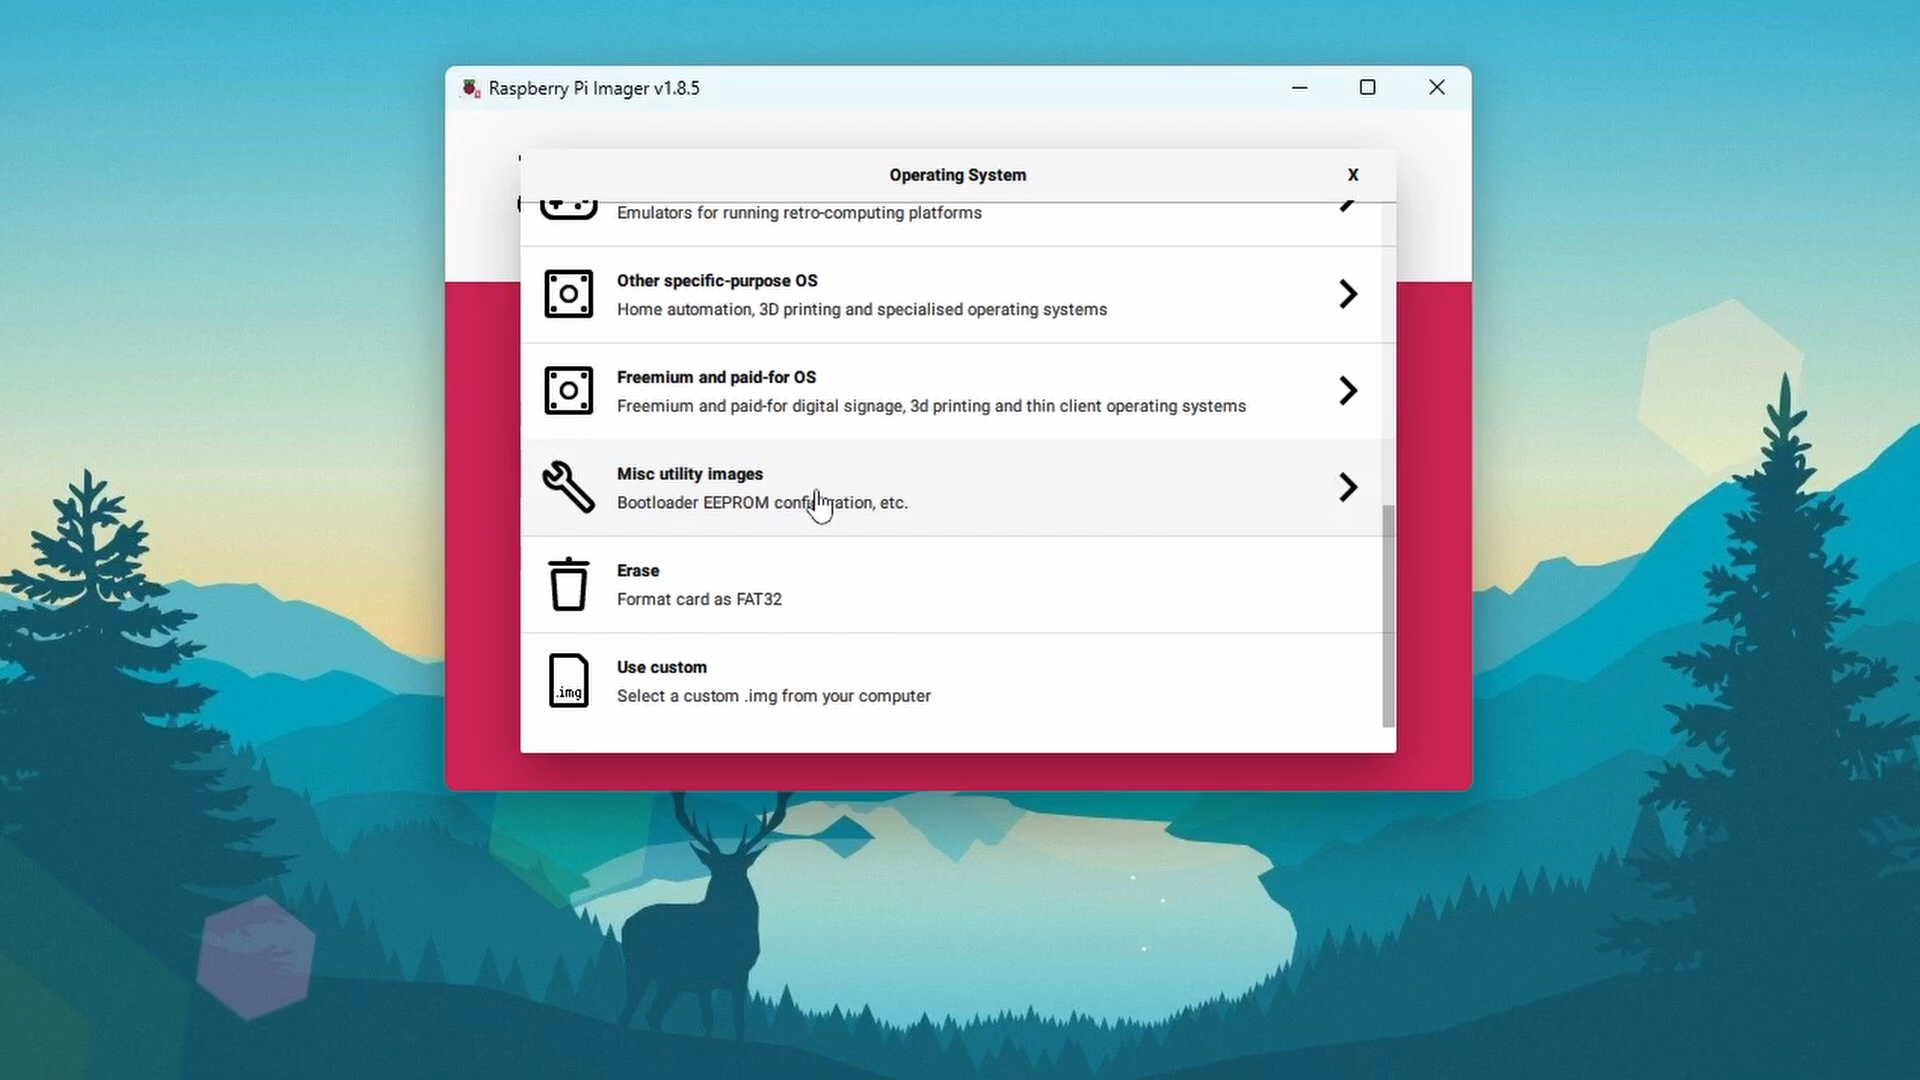 Raspberry Pi Imager v1.8.5
Operating System
X
Emulators for running retro-computing platforms
Other specific-purpose OS
Home automation, 3D printing and specialised operating systems
Freemium and paid-for OS
Freemium and paid-for digital signage, 3d printing and thin client operating systems
Misc utility images
Bootloader EEPROM configuration, etc.
Erase
Format card as FAT32
Use custom
.img
Select a custom .img from your computer